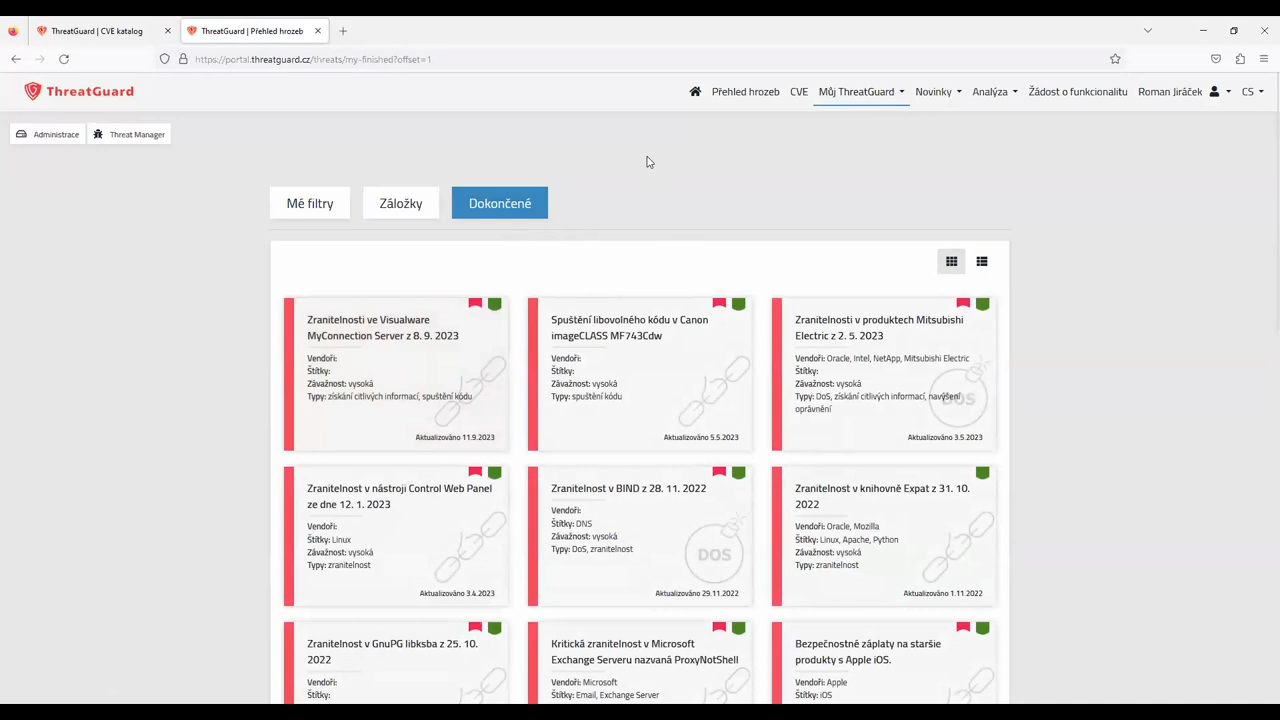 ThreatGuard | CVE katalog
ThreatGuard | Přehled hrozeb
https://portal.threatguard.cz/threats/my-finished?offset=1
ThreatGuard
Přehled hrozeb
CVE
Můj ThreatGuard
Novinky
Analýza
Žádost o funkcionalitu
Roman Jiráček
CS
Administrace
Threat Manager
Mé filtry
Záložky
Dokončené
Zranitelnosti ve Visualware
MyConnection Server z 8. 9. 2023
Vendoři:
Štítky:
Závažnost: vysoká
Typy: získání citlivých informací, spuštění kódu
Aktualizováno 11.9.2023
Spuštění libovolného kódu v Canon
imageCLASS MF743Cdw
Vendoři:
Štítky:
Závažnost: vysoká
Typy: spuštění kódu
Aktualizováno 5.5.2023
Zranitelnosti v produktech Mitsubishi
Electric z 2. 5. 2023
Vendoři: Oracle, Intel, NetApp, Mitsubishi Electric
Štítky:
Závažnost: vysoká
Typy: DoS, získání citlivých informací, navýšení
oprávnění
DOS
Aktualizováno 3.5.2023
Zranitelnost v nástroji Control Web Panel
ze dne 12. 1. 2023
Vendoři:
Štítky: Linux
Závažnost: vysoká
Typy: zranitelnost
Aktualizováno 3.4.2023
Zranitelnost v BIND z 28. 11. 2022
Vendoři:
Štítky: DNS
Závažnost: vysoká
Typy: DoS, zranitelnost
DOS
Aktualizováno 29.11.2022
Zranitelnost v knihovně Expat z 31. 10.
2022
Vendoři: Oracle, Mozilla
Štítky: Linux, Apache, Python
Závažnost: vysoká
Typy: zranitelnost
Aktualizováno 1.11.2022
Zranitelnost v GnuPG libksba z 25. 10.
2022
Vendoři:
Štítky:
Kritická zranitelnost v Microsoft
Exchange Serveru nazvaná ProxyNotShell
Vendoři: Microsoft
Štítky: Email, Exchange Server
Bezpečnostné záplaty na staršie
produkty s Apple iOS.
Vendoři: Apple
Štítky: iOS